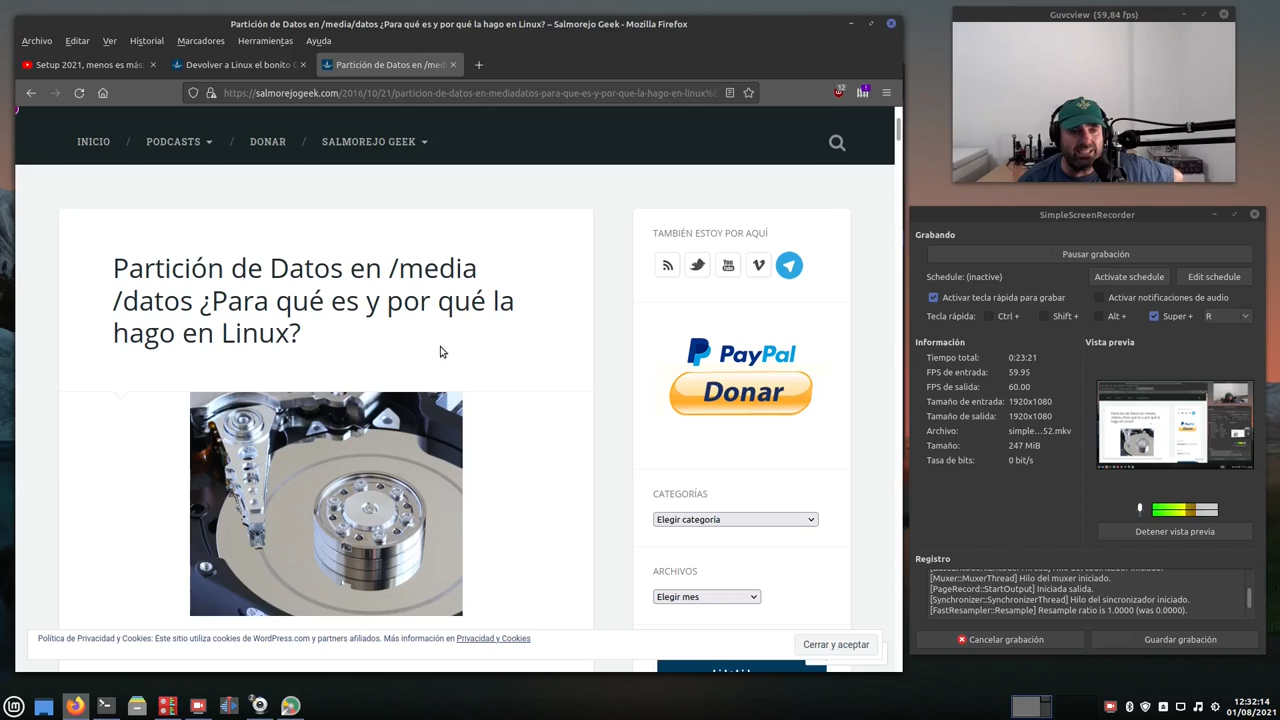 Partición de Datos en /media/datos ¿Para qué es y por qué la hago en Linux? – Salmorejo Geek - Mozilla Firefox
Archivo Editar Ver Historial Marcadores Herramientas Ayuda
Setup 2021, menos es más:
Devolver a Linux el bonito G
Partición de Datos en /med
https://salmorejogeek.com/2016/10/21/particion-de-datos-en-mediadatos-para-que-es-y-por-que-la-hago-en-linux%E
12
INICIO / PODCASTS / DONAR / SALMOREJO GEEK
Partición de Datos en /media
/datos ¿Para qué es y por qué la
hago en Linux?
TAMBIÉN ESTOY POR AQUÍ
You
Tube
PayPal
Donar
CATEGORÍAS
Elegir categoría
ARCHIVOS
Elegir mes
Política de Privacidad y Cookies: Este sitio utiliza cookies de WordPress.com y partners afiliados. Más información en Privacidad y Cookies
Cerrar y aceptar
Guvcview (59,84 fps)
SimpleScreenRecorder
Grabando
Pausar grabación
Schedule: (inactive) Activate schedule Edit schedule
Activar tecla rápida para grabar Activar notificaciones de audio
Tecla rápida: Ctrl + Shift + Alt + Super + R
Información
Tiempo total: 0:23:21
FPS de entrada: 59.95
FPS de salida: 60.00
Tamaño de entrada: 1920x1080
Tamaño de salida: 1920x1080
Archivo: simple...52.mkv
Tamaño: 247 MiB
Tasa de bits: 0 bit/s
Vista previa
Detener vista previa
Registro
[Muxer::MuxerThread] Hilo del muxer iniciado.
[PageRecord::StartOutput] Iniciada salida.
[Synchronizer::SynchronizerThread] Hilo del sincronizador iniciado.
[FastResampler::Resample] Resample ratio is 1.0000 (was 0.0000).
Cancelar grabación Guardar grabación
12:32:14
01/08/2021